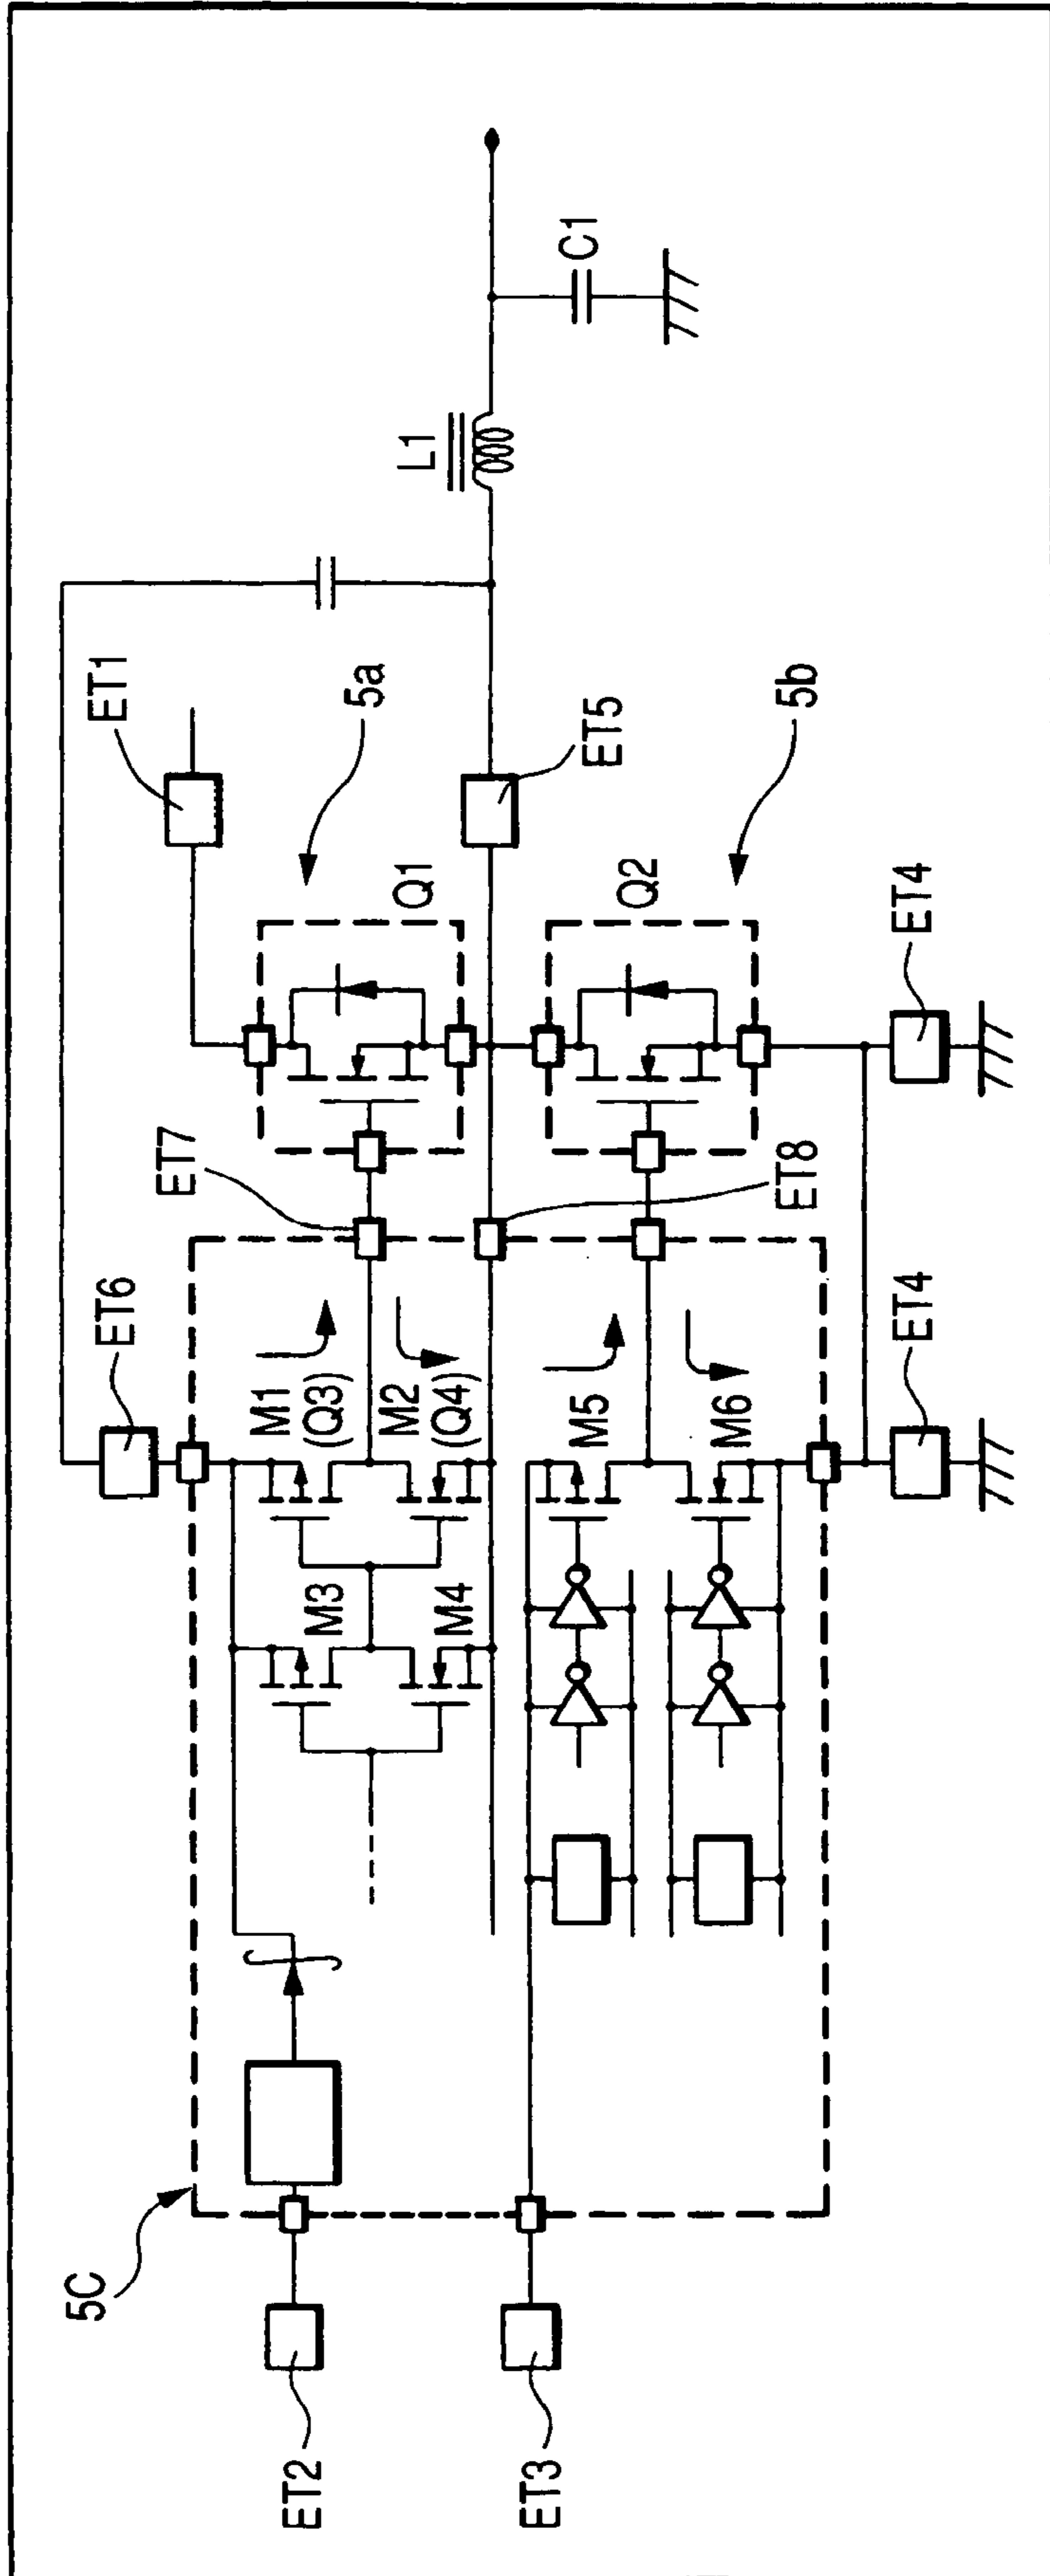 5C
ET2
ET3
ET6
ET7
ET1
5a
L1
C1
M1
(Q3)
M2
(Q4)
M3
M4
Q1
ET5
ET8
Q2
5b
M5
M6
ET4
ET4